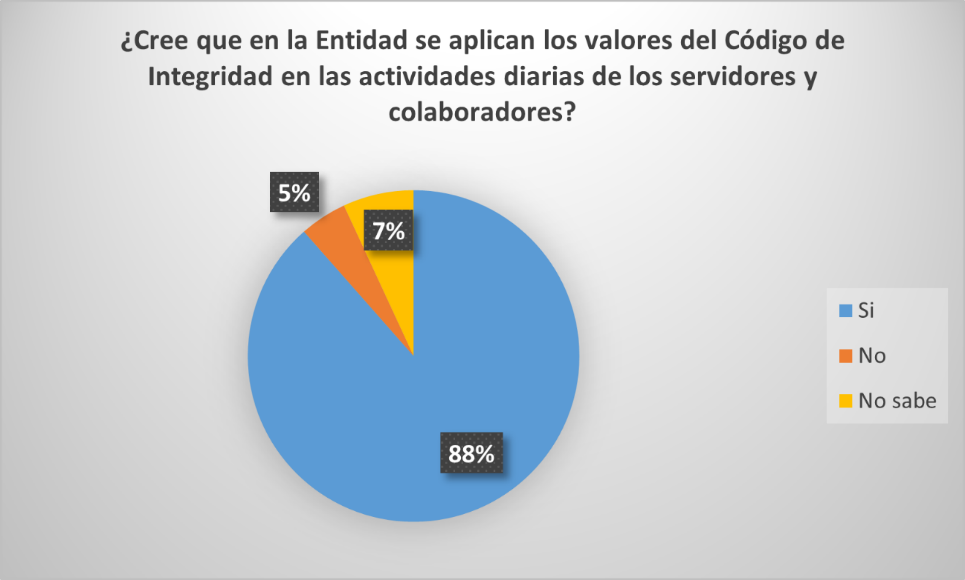 ¿Cree que en la Entidad se aplican los valores del Código de
Integridad en las actividades diarias de los servidores y
colaboradores?
5%
7%
88%
Si
No
No sabe